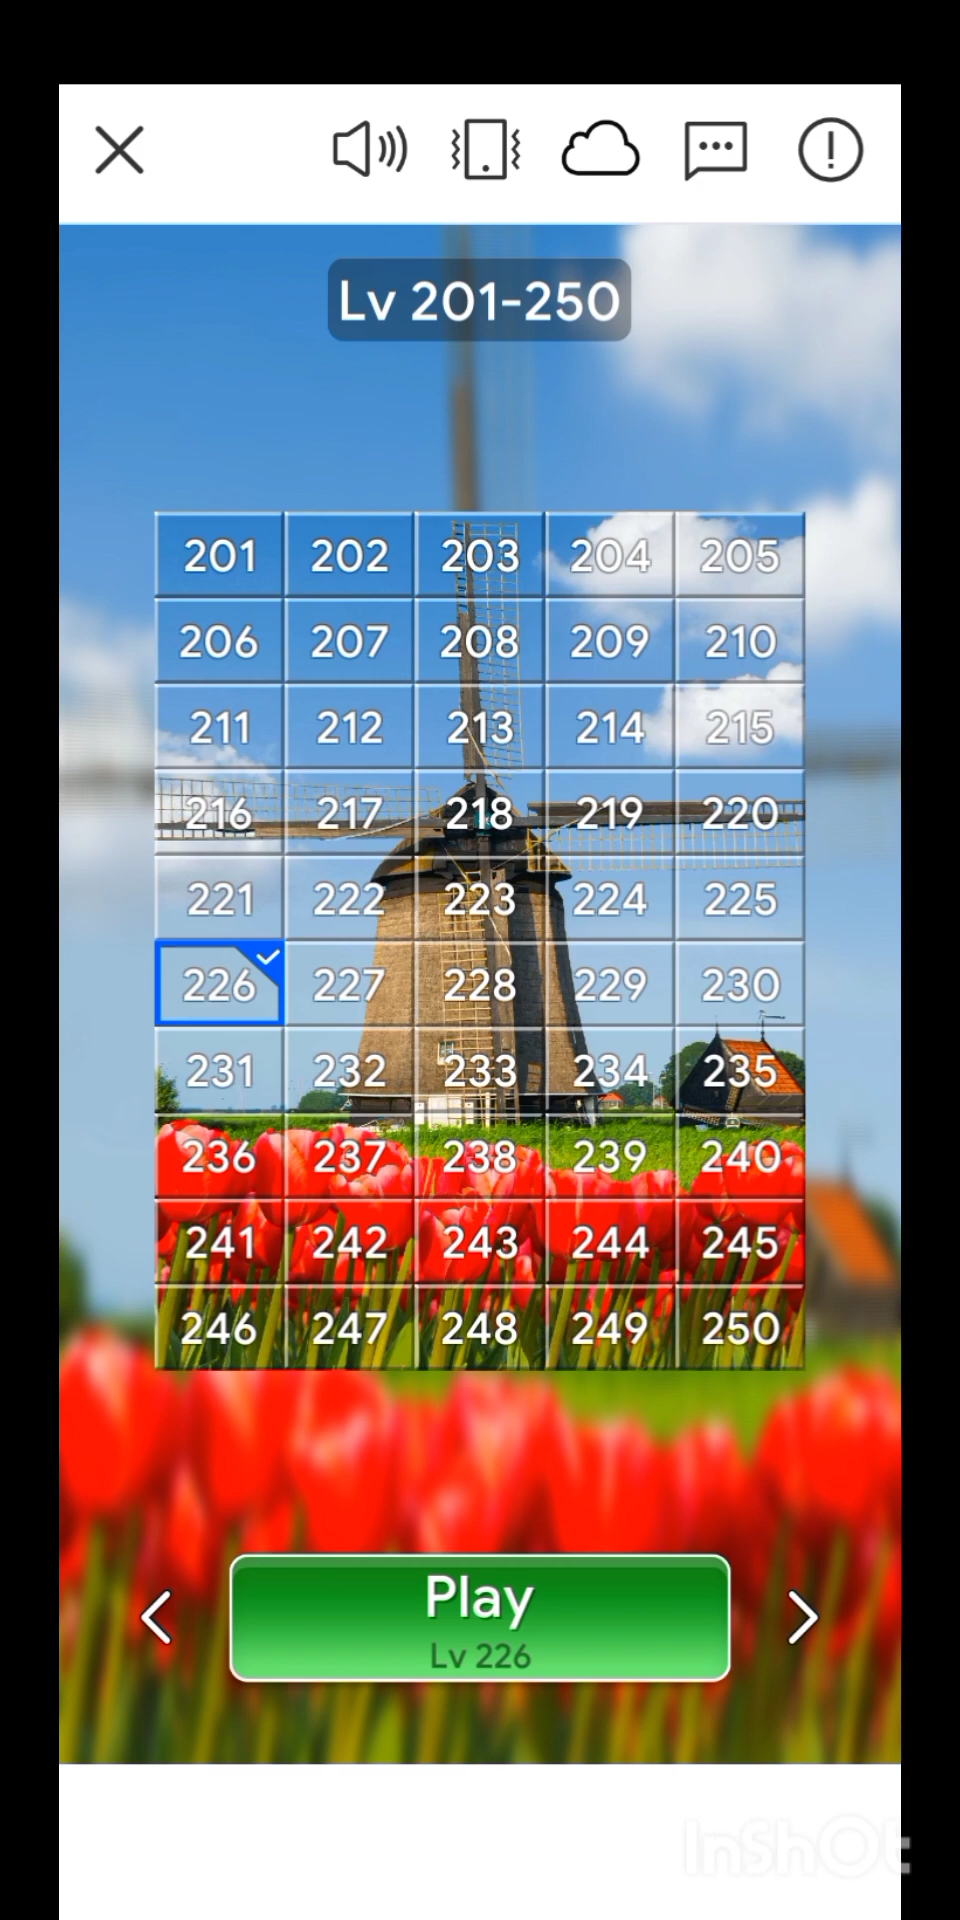 Lv 201-250
201 202 203 204 205
206 207 208 209 210
211 212 213 214 215
216 217 218 219 220
221 222 223 224 225
226 227 228 229 230
231 232 233 234 235
236 237 238 239 240
241 242 243 244 245
246 247 248 249 250
Play
Lv 226
InShOt